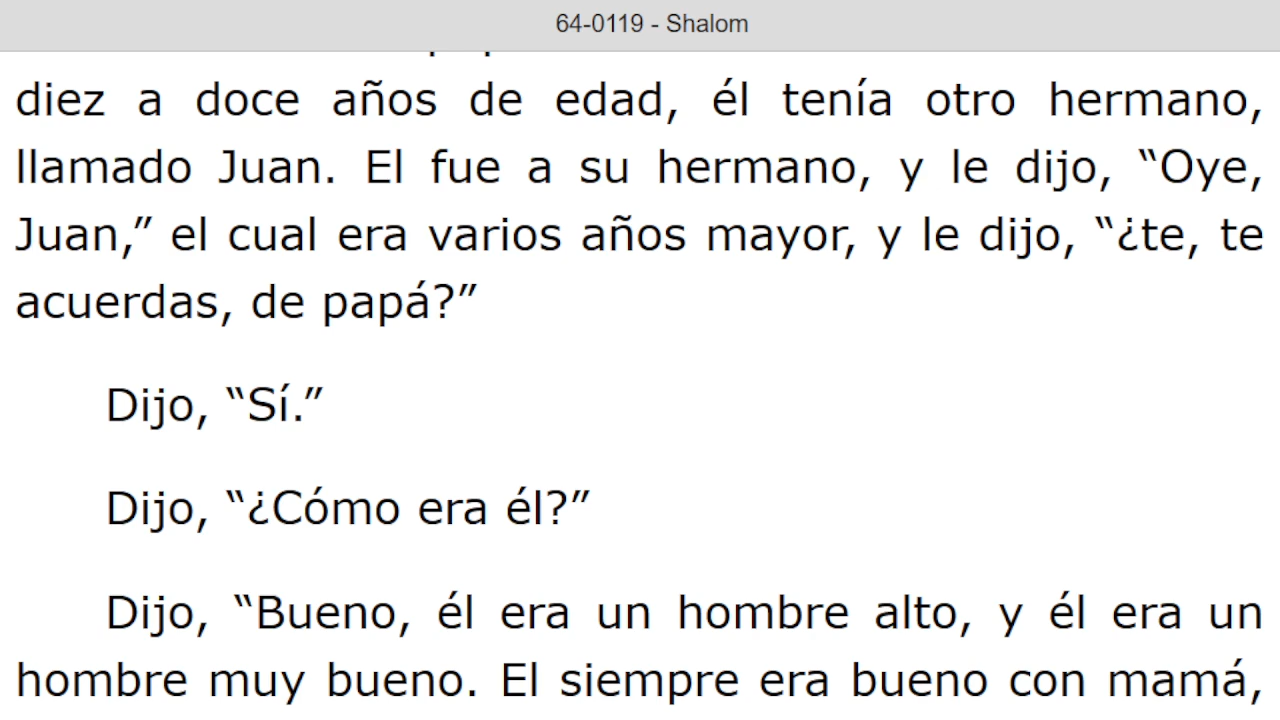 64-0119 - Shalom
diez a doce años de edad, él tenía otro hermano,
llamado Juan. El fue a su hermano, y le dijo, “Oye,
Juan,” el cual era varios años mayor, y le dijo, “¿te, te
acuerdas, de papá?”
Dijo, “Sí.”
Dijo, “¿Cómo era él?”
Dijo, “Bueno, él era un hombre alto, y él era un
hombre muy bueno. El siempre era bueno con mamá,